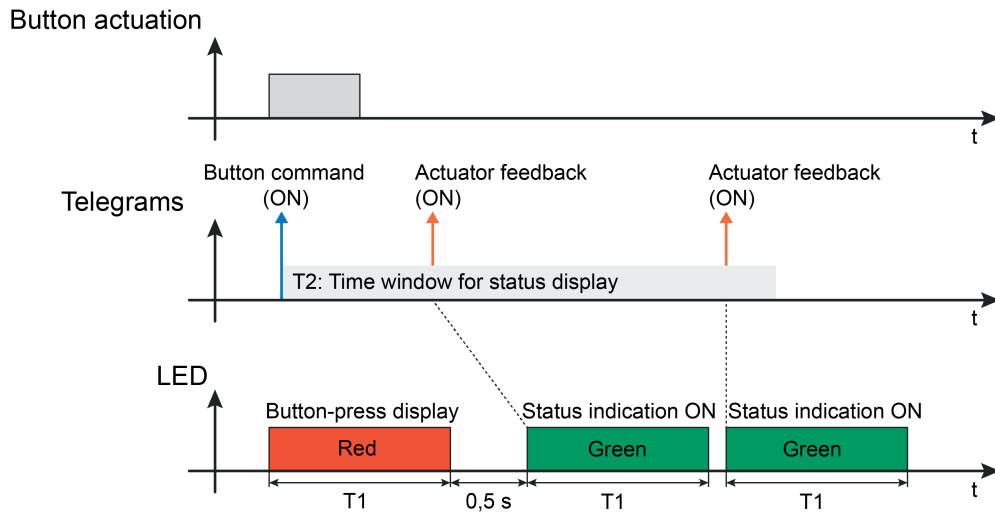 Button actuation
t
Button command
(ON)
Actuator feedback
(ON)
Actuator feedback
(ON)
Telegrams
T2: Time window for status display
t
LED
Button-press display
Status indication ON
Status indication ON
Red
Green
Green
t
T1
0,5 s
T1
T1